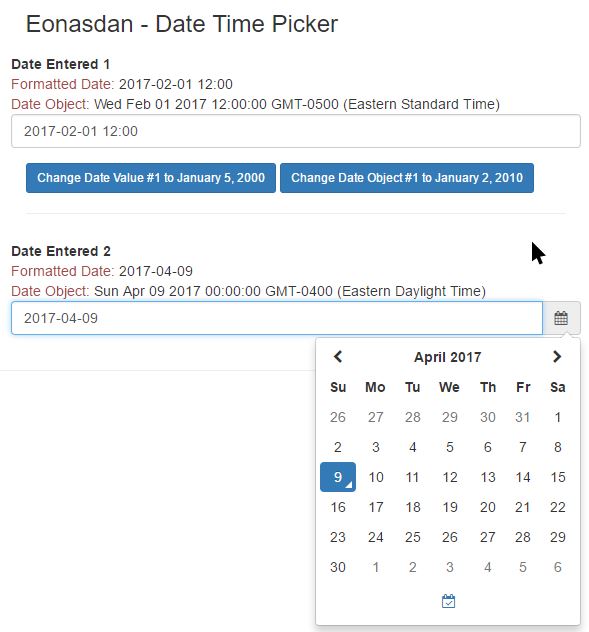 Eonasdan - Date Time Picker
Date Entered 1
Formatted Date: 2017-02-01 12:00
Date Object: Wed Feb 01 2017 12:00:00 GMT-0500 (Eastern Standard Time)
2017-02-01 12:00
Change Date Value #1 to January 5, 2000 Change Date Object #1 to January 2, 2010
Date Entered 2
Formatted Date: 2017-04-09
Date Object: Sun Apr 09 2017 00:00:00 GMT-0400 (Eastern Daylight Time)
2017-04-09
April 2017
Su Mo Tu We Th Fr Sa
26 27 28 29 30 31 1
2 3 4 5 6 7 8
9 10 11 12 13 14 15
16 17 18 19 20 21 22
23 24 25 26 27 28 29
30 1 2 3 4 5 6